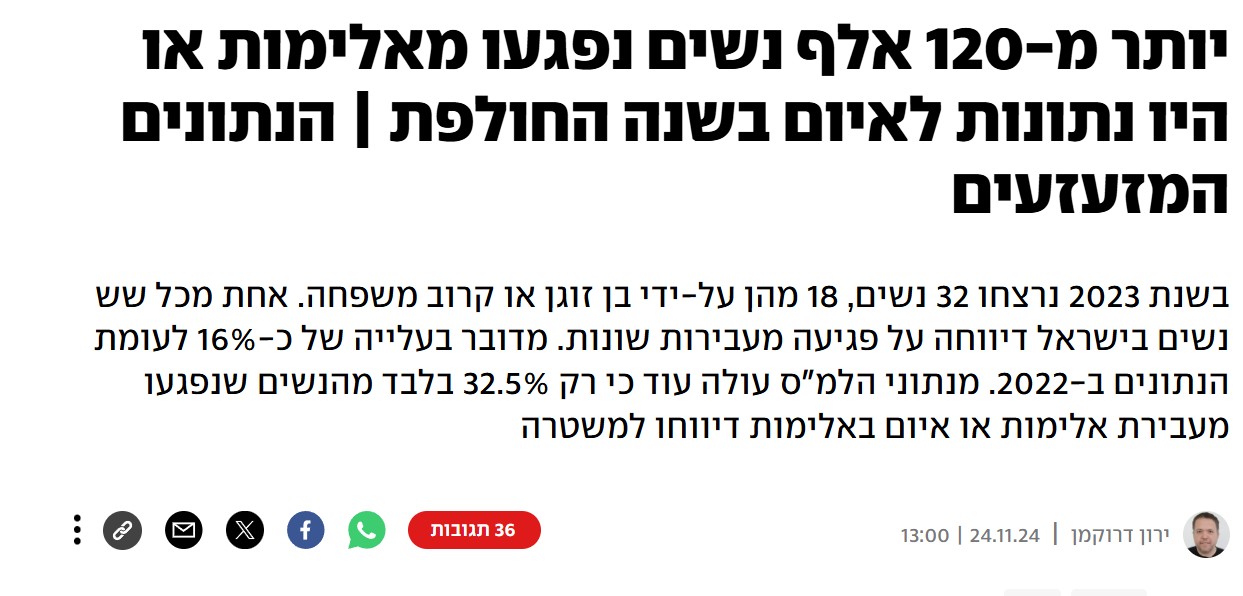 יותר מ-120 אלף נשים נפגעו מאלימות או
היו נתונות לאיום בשנה החולפת | הנתונים
המזעזעים
בשנת 2023 נרצחו 32 נשים, 18 מהן על-ידי בן זוגן או קרוב משפחה. אחת מכל שש
נשים בישראל דיווחה על פגיעה מעבירות שונות. מדובר בעלייה של כ-16% לעומת
הנתונים ב-2022. מנתוני הלמ"ס עולה עוד כי רק 32.5% בלבד מהנשים שנפגעו
מעבירת אלימות או איום באלימות דיווחו למשטרה
ירון דרוקמן | 24.11.24 | 13:00
36 תגובות